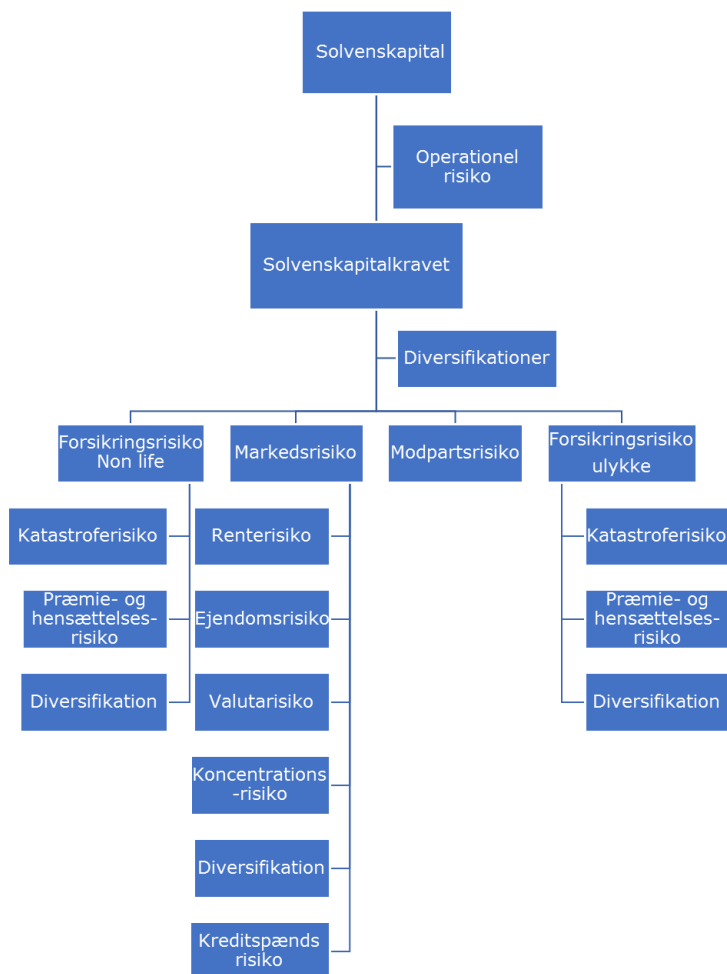 Solvenskapital
Operationel
risiko
Solvenskapitalkravet
Diversifikationer
Forsikringsrisiko
Non life
Markedsrisiko
Modpartsrisiko
Forsikringsrisiko
ulykke
Katastroferisiko
Præmie- og
hensættelses-
risiko
Diversifikation
Renterisiko
Ejendomsrisiko
Valutarisiko
Koncentrations
-risiko
Diversifikation
Kreditspænds
risiko
Katastroferisiko
Præmie- og
hensættelses-
risiko
Diversifikation